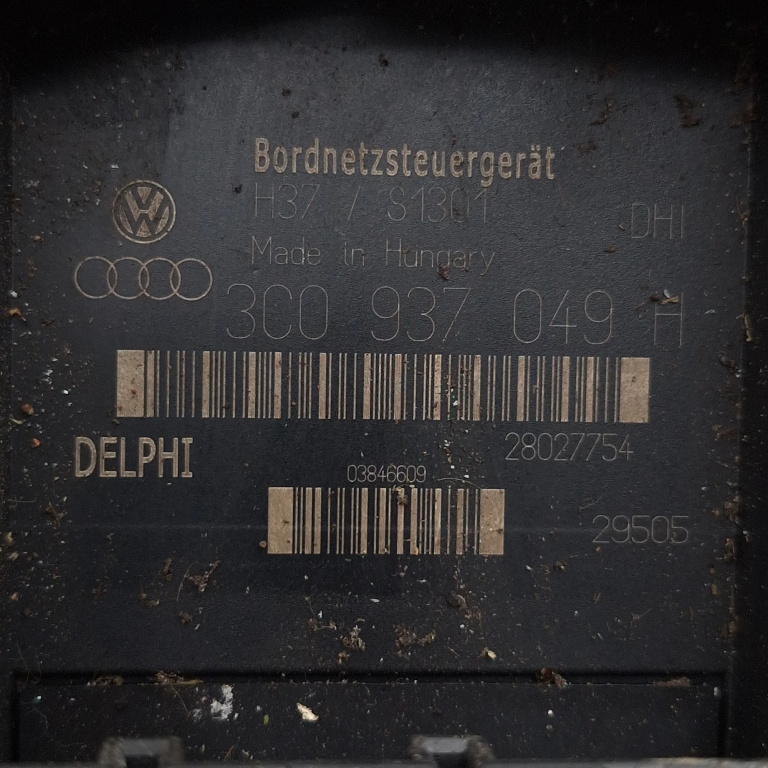 Bordnetzsteuergerät
H37 / S1301
DHI
Made in Hungary
3C0 937 049 H
DELPHI
28027754
03846609
29505